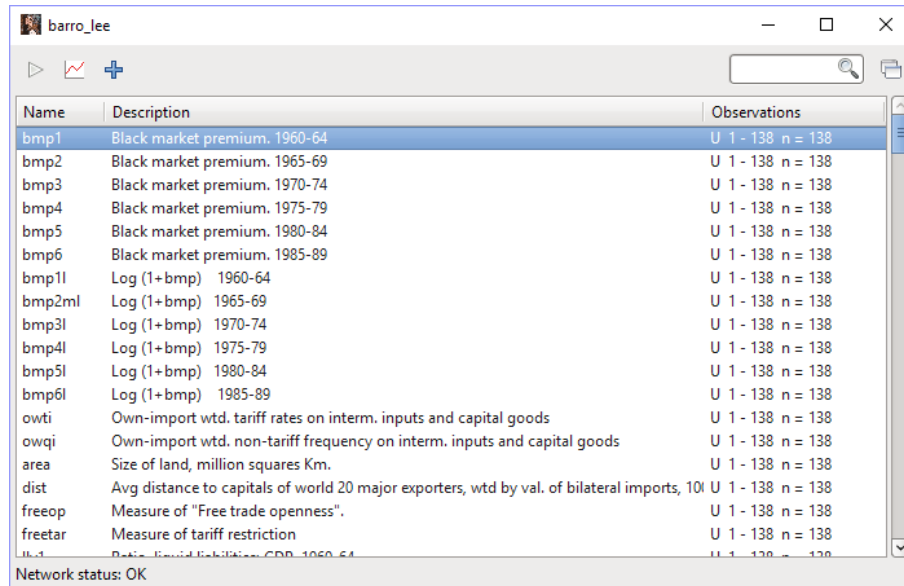 barro_lee
Name Description Observations
bmp1 Black market premium. 1960-64 U 1 - 138 n = 138
bmp2 Black market premium. 1965-69 U 1 - 138 n = 138
bmp3 Black market premium. 1970-74 U 1 - 138 n = 138
bmp4 Black market premium. 1975-79 U 1 - 138 n = 138
bmp5 Black market premium. 1980-84 U 1 - 138 n = 138
bmp6 Black market premium. 1985-89 U 1 - 138 n = 138
bmp1l Log (1+bmp) 1960-64 U 1 - 138 n = 138
bmp2ml Log (1+bmp) 1965-69 U 1 - 138 n = 138
bmp3l Log (1+bmp) 1970-74 U 1 - 138 n = 138
bmp4l Log (1+bmp) 1975-79 U 1 - 138 n = 138
bmp5l Log (1+bmp) 1980-84 U 1 - 138 n = 138
bmp6l Log (1+bmp) 1985-89 U 1 - 138 n = 138
owti Own-import wtd. tariff rates on interm. inputs and capital goods U 1 - 138 n = 138
owqi Own-import wtd. non-tariff frequency on interm. inputs and capital goods U 1 - 138 n = 138
area Size of land, million squares Km. U 1 - 138 n = 138
dist Avg distance to capitals of world 20 major exporters, wtd by val. of bilateral imports, U 1 - 138 n = 138
freeop Measure of "Free trade openness". U 1 - 138 n = 138
freetar Measure of tariff restriction U 1 - 138 n = 138
Network status: OK